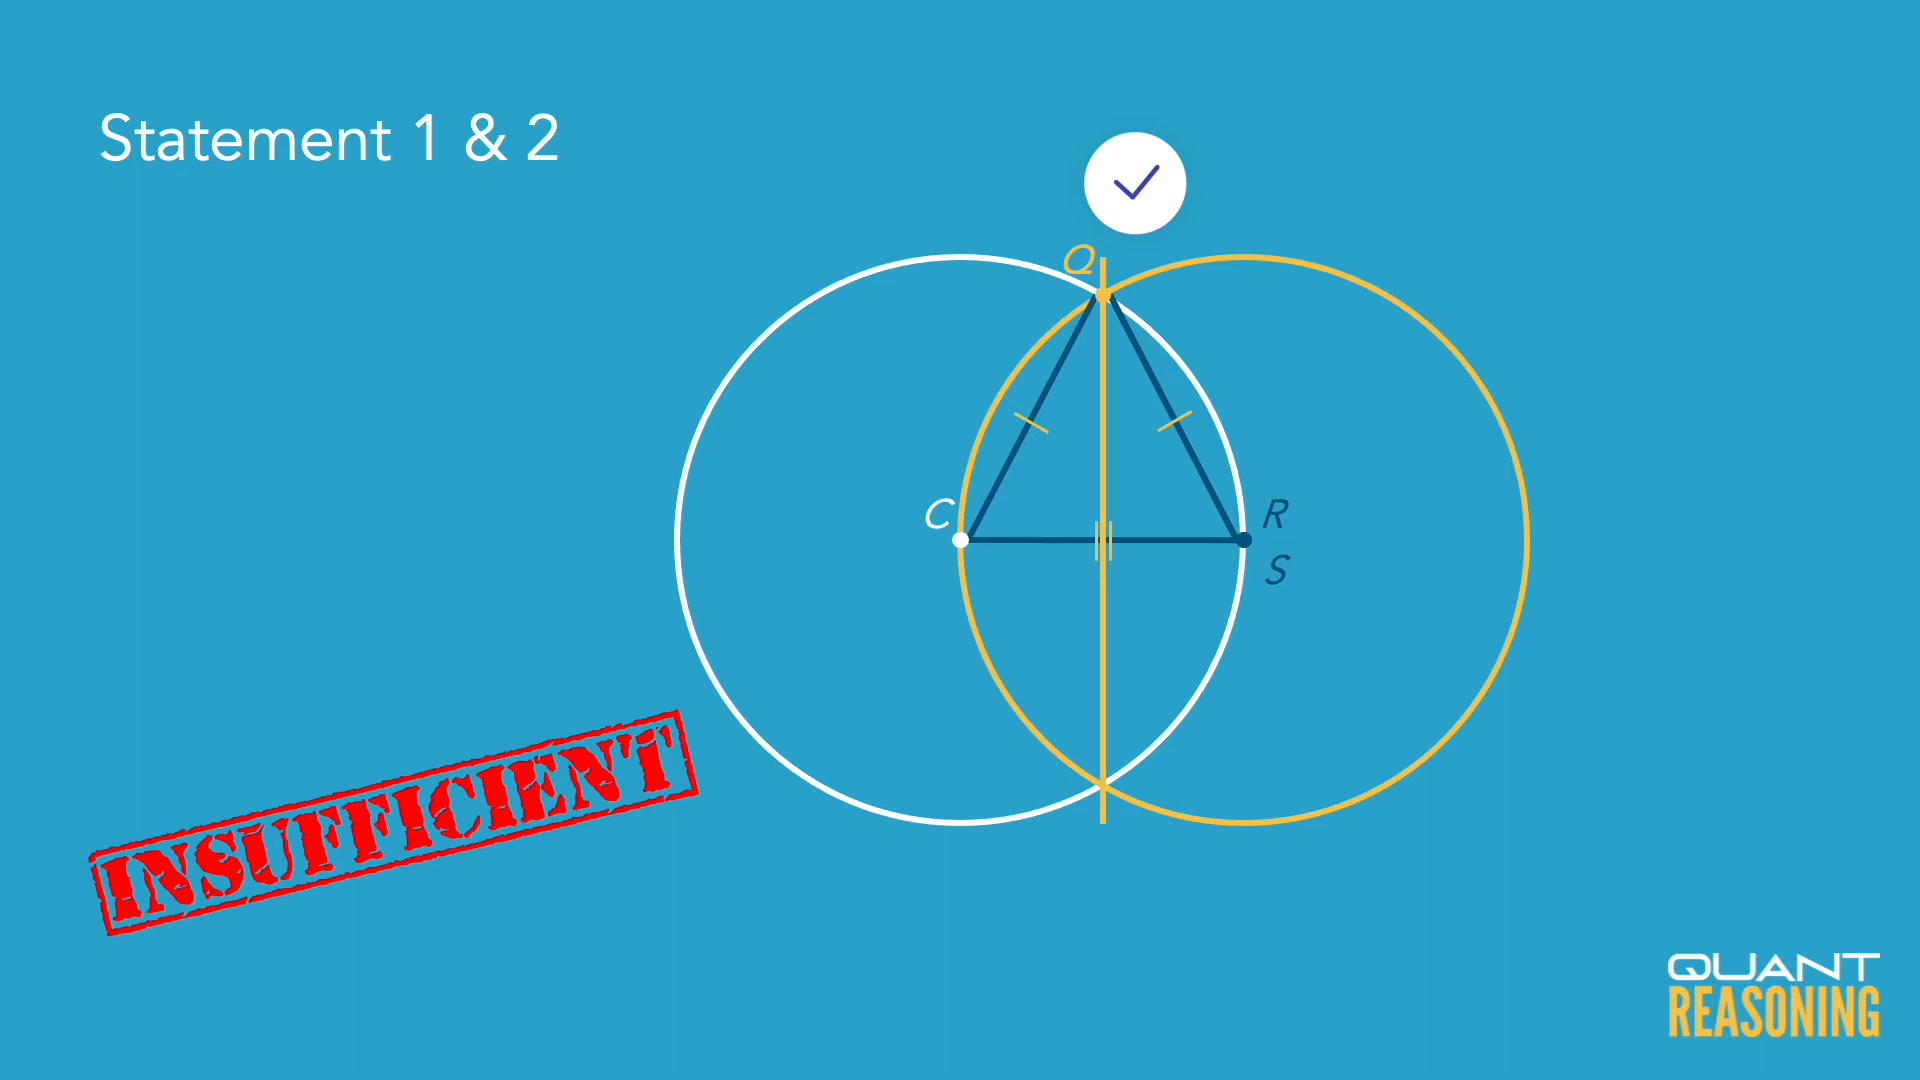 Statement 1 & 2
Q
C
R
S
INSUFFICIENT
QUANT
REASONING